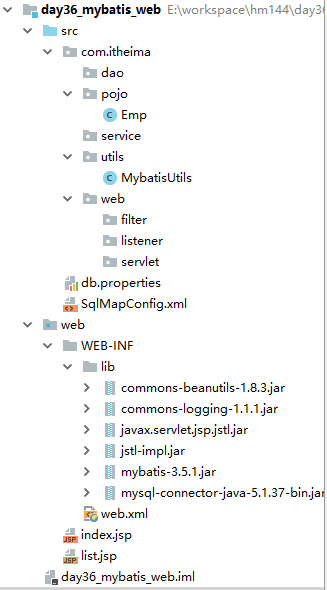 day36_mybatis_web E:\workspace\hm144\day36
src
com.itheima
dao
pojo
Emp
service
utils
MybatisUtils
web
filter
listener
servlet
db.properties
SqlMapConfig.xml
web
WEB-INF
lib
commons-beanutils-1.8.3.jar
commons-logging-1.1.1.jar
javax.servlet.jsp.jstl.jar
jstl-impl.jar
mybatis-3.5.1.jar
mysql-connector-java-5.1.37-bin.jar
web.xml
index.jsp
list.jsp
day36_mybatis_web.iml